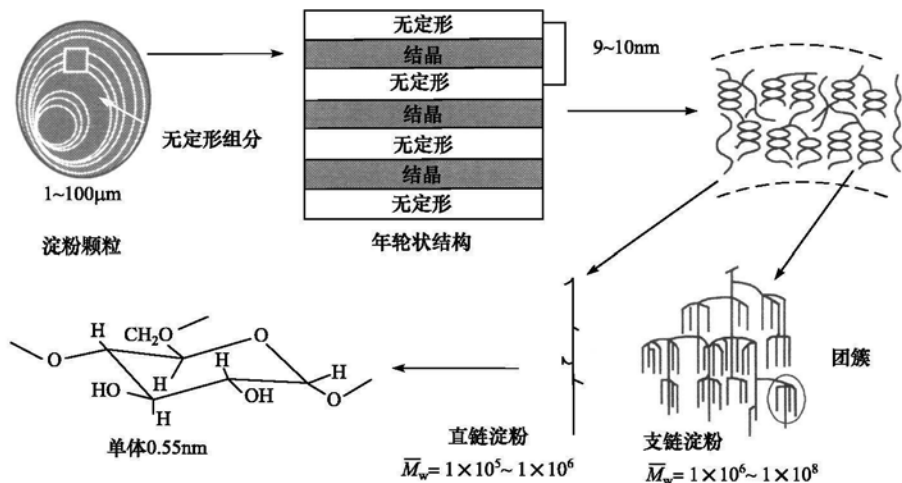 无定形
结晶
无定形
结晶
无定形
结晶
无定形
9~10nm
无定形组分
1~100μm
淀粉颗粒
年轮状结构
H
CH₂O
O
O
H
H
H
HO
OH
O
H
单体0.55nm
团簇
直链淀粉
M̅w= 1×10⁵~ 1×10⁶
支链淀粉
M̅w= 1×10⁶~ 1×10⁸